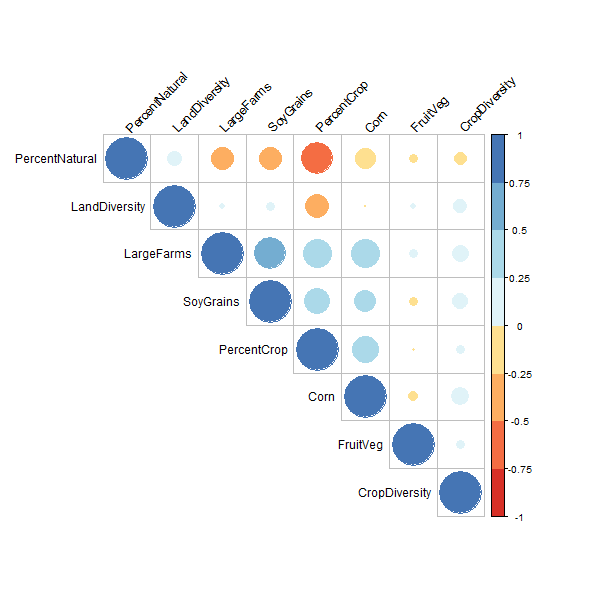 PercentNatural
LandDiversity
LargeFarms
SoyGrains
PercentCrop
Corn
FruitVeg
CropDiversity
PercentNatural
LandDiversity
LargeFarms
SoyGrains
PercentCrop
Corn
FruitVeg
CropDiversity
1
0.75
0.5
0.25
0
-0.25
-0.5
-0.75
-1